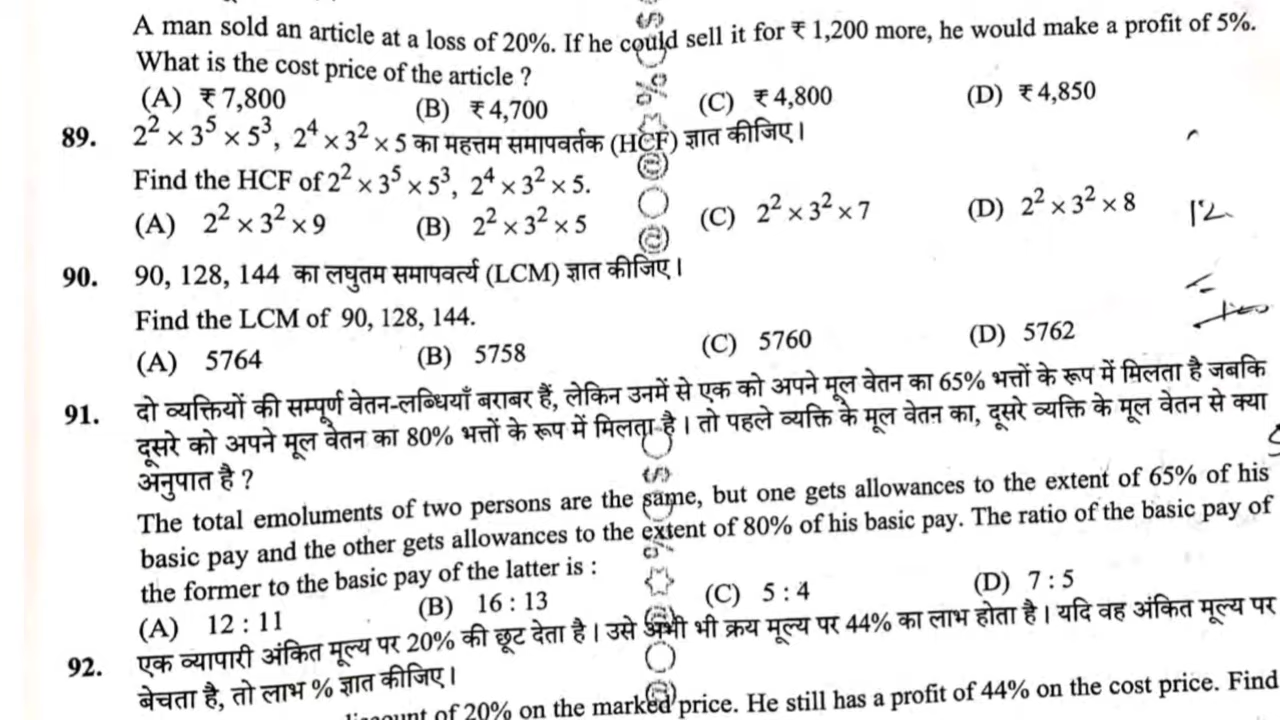 A man sold an article at a loss of 20%. If he could sell it for ₹ 1,200 more, he would make a profit of 5%.
What is the cost price of the article ?
(A) ₹ 7,800 (B) ₹ 4,700 (C) ₹ 4,800 (D) ₹ 4,850
89. 2² × 3⁵ × 5³, 2⁴ × 3² × 5 का महत्तम समापवर्तक (HCF) ज्ञात कीजिए।
Find the HCF of 2² × 3⁵ × 5³, 2⁴ × 3² × 5.
(A) 2² × 3² × 9 (B) 2² × 3² × 5 (C) 2² × 3² × 7 (D) 2² × 3² × 8 12
90. 90, 128, 144 का लघुतम समापवर्त्य (LCM) ज्ञात कीजिए।
Find the LCM of 90, 128, 144.
(A) 5764 (B) 5758 (C) 5760 (D) 5762
91. दो व्यक्तियों की सम्पूर्ण वेतन-लब्धियाँ बराबर हैं, लेकिन उनमें से एक को अपने मूल वेतन का 65% भत्तों के रूप में मिलता है जबकि
दूसरे को अपने मूल वेतन का 80% भत्तों के रूप में मिलता है। तो पहले व्यक्ति के मूल वेतन का, दूसरे व्यक्ति के मूल वेतन से क्या
अनुपात है ?
The total emoluments of two persons are the same, but one gets allowances to the extent of 65% of his
basic pay and the other gets allowances to the extent of 80% of his basic pay. The ratio of the basic pay of
the former to the basic pay of the latter is :
(A) 12 : 11 (B) 16 : 13 (C) 5 : 4 (D) 7 : 5
92. एक व्यापारी अंकित मूल्य पर 20% की छूट देता है। उसे अभी भी क्रय मूल्य पर 44% का लाभ होता है। यदि वह अंकित मूल्य पर
बेचता है, तो लाभ % ज्ञात कीजिए।
of 20% on the marked price. He still has a profit of 44% on the cost price. Find